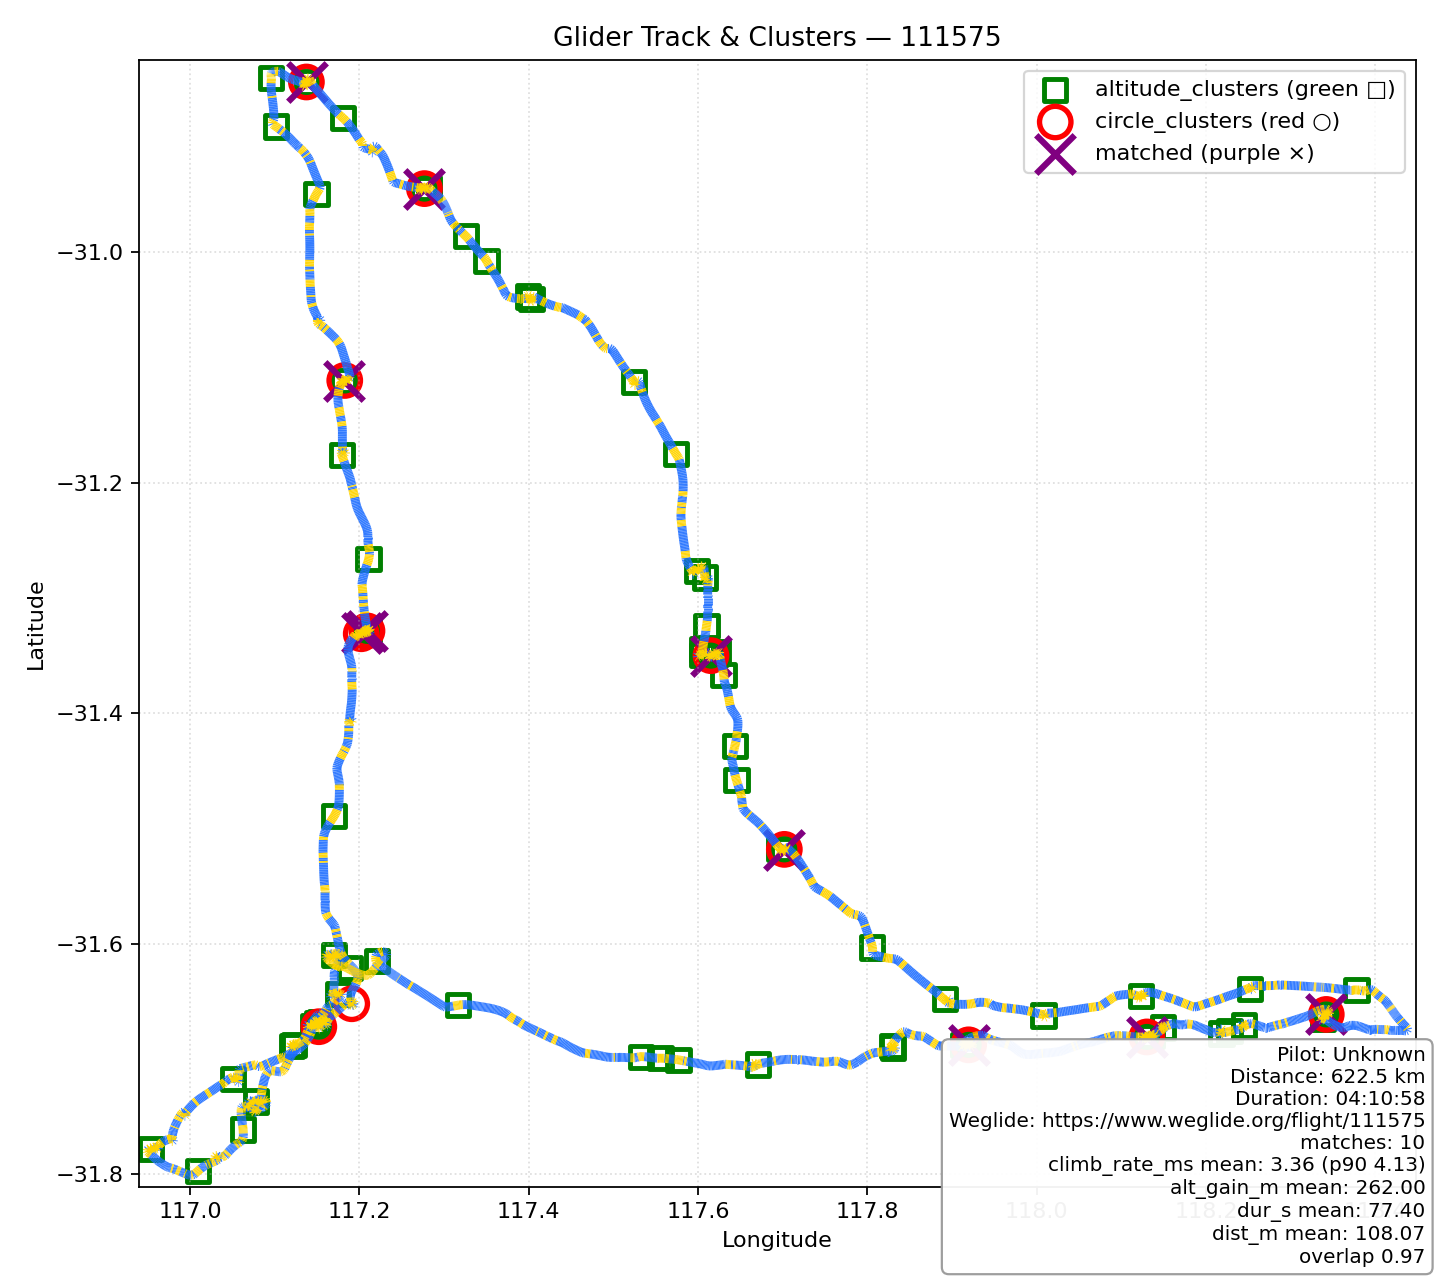 Glider Track & Clusters — 111575
altitude_clusters (green □)
circle_clusters (red ○)
matched (purple ×)
−31.0
−31.2
−31.4
−31.6
−31.8
Latitude
117.0
117.2
117.4
117.6
117.8
118.0
118.2
Longitude
Pilot: Unknown
Distance: 622.5 km
Duration: 04:10:58
Weglide: https://www.weglide.org/flight/111575
matches: 10
climb_rate_ms mean: 3.36 (p90 4.13)
alt_gain_m mean: 262.00
dur_s mean: 77.40
dist_m mean: 108.07
overlap 0.97